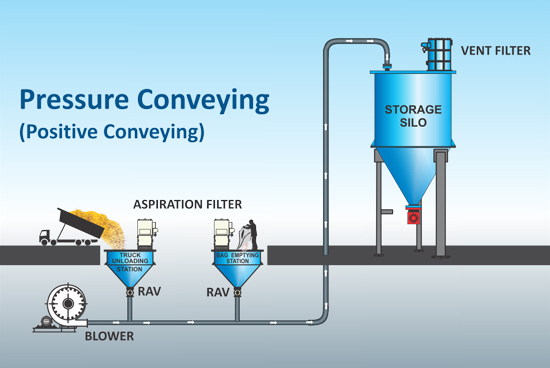 Pressure Conveying
(Positive Conveying)
VENT FILTER
STORAGE
SILO
ASPIRATION FILTER
TRUCK
UNLOADING
STATION
BAG EMPTYING
STATION
RAV
RAV
BLOWER